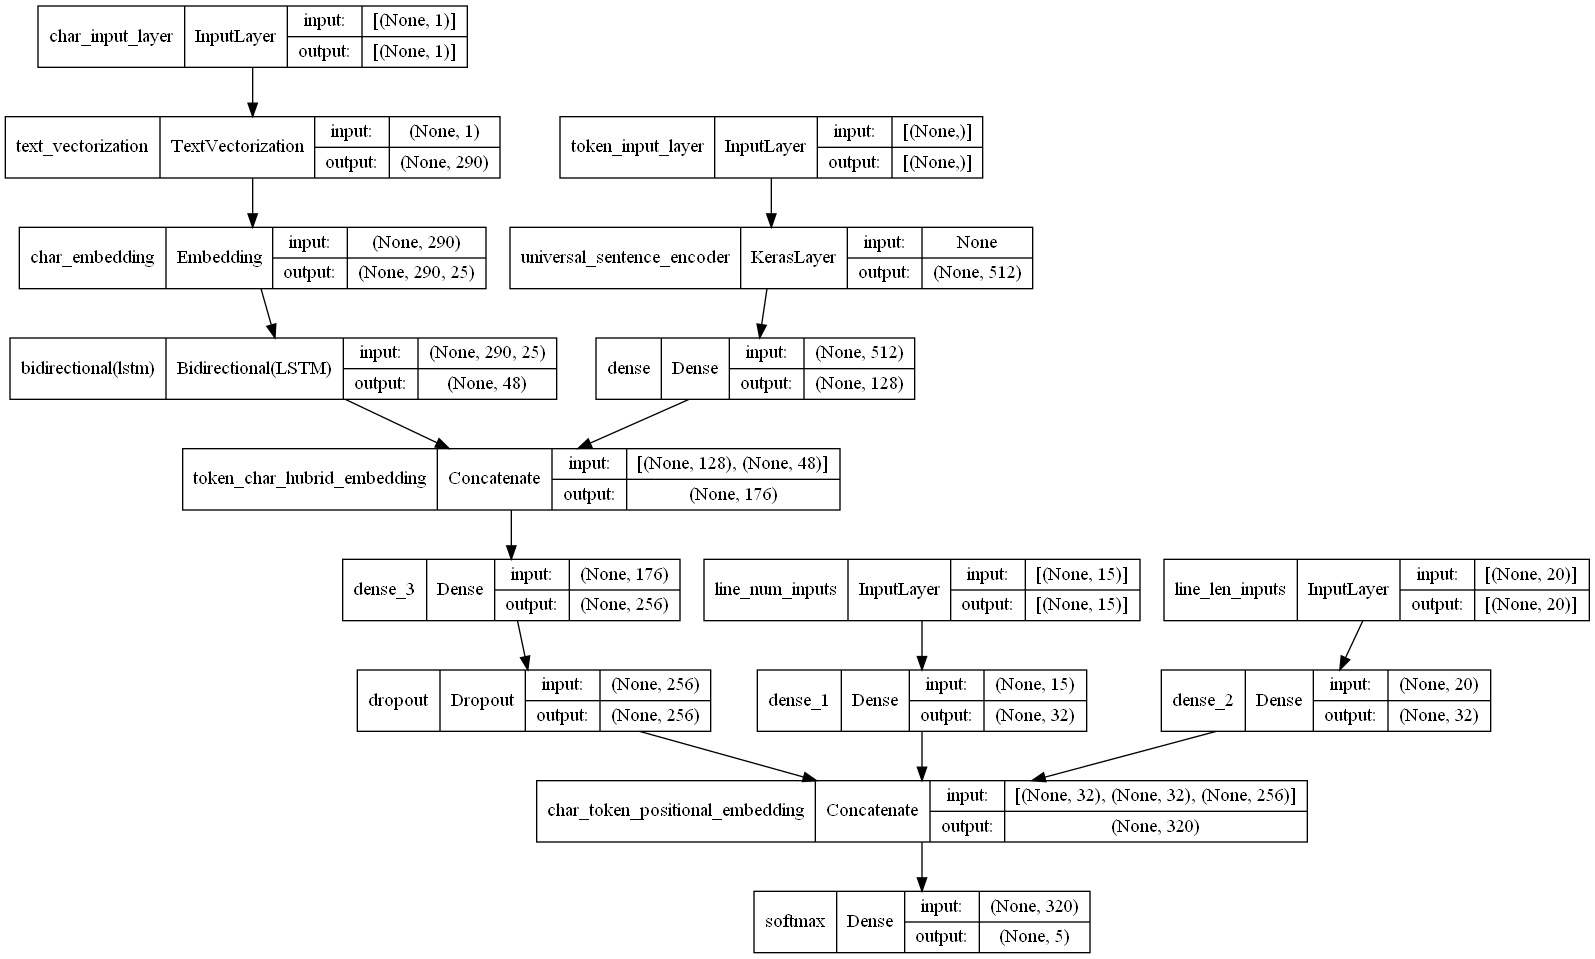 char_input_layer InputLayer input: [(None, 1)]
output: [(None, 1)]
text_vectorization TextVectorization input: (None, 1)
output: (None, 290)
token_input_layer InputLayer input: [(None,)]
output: [(None,)]
char_embedding Embedding input: (None, 290)
output: (None, 290, 25)
universal_sentence_encoder KerasLayer input: None
output: (None, 512)
bidirectional(lstm) Bidirectional(LSTM) input: (None, 290, 25)
output: (None, 48)
dense Dense input: (None, 512)
output: (None, 128)
token_char_hubrid_embedding Concatenate input: [(None, 128), (None, 48)]
output: (None, 176)
dense_3 Dense input: (None, 176)
output: (None, 256)
line_num_inputs InputLayer input: [(None, 15)]
output: [(None, 15)]
line_len_inputs InputLayer input: [(None, 20)]
output: [(None, 20)]
dropout Dropout input: (None, 256)
output: (None, 256)
dense_1 Dense input: (None, 15)
output: (None, 32)
dense_2 Dense input: (None, 20)
output: (None, 32)
char_token_positional_embedding Concatenate input: [(None, 32), (None, 32), (None, 256)]
output: (None, 320)
softmax Dense input: (None, 320)
output: (None, 5)